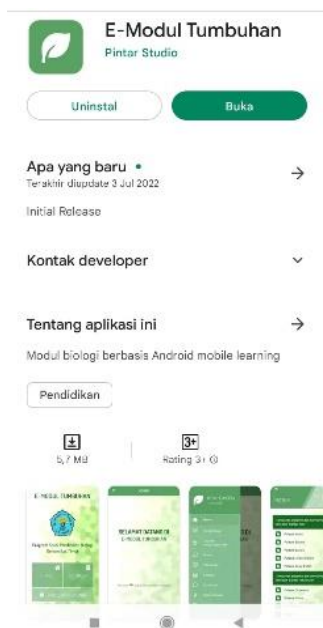 E-Modul Tumbuhan
Pintar Studio
Uninstal
Buka
Apa yang baru
Terakhir diupdate 3 Jul 2022
Initial Release
Kontak developer
Tentang aplikasi ini
Modul biologi berbasis Android mobile learning
Pendidikan
5,7 MB
3+
Rating 3+
E-MODUL TUMBUHAN
SELAMAT DATANG DI
E-MODUL TUMBUHAN